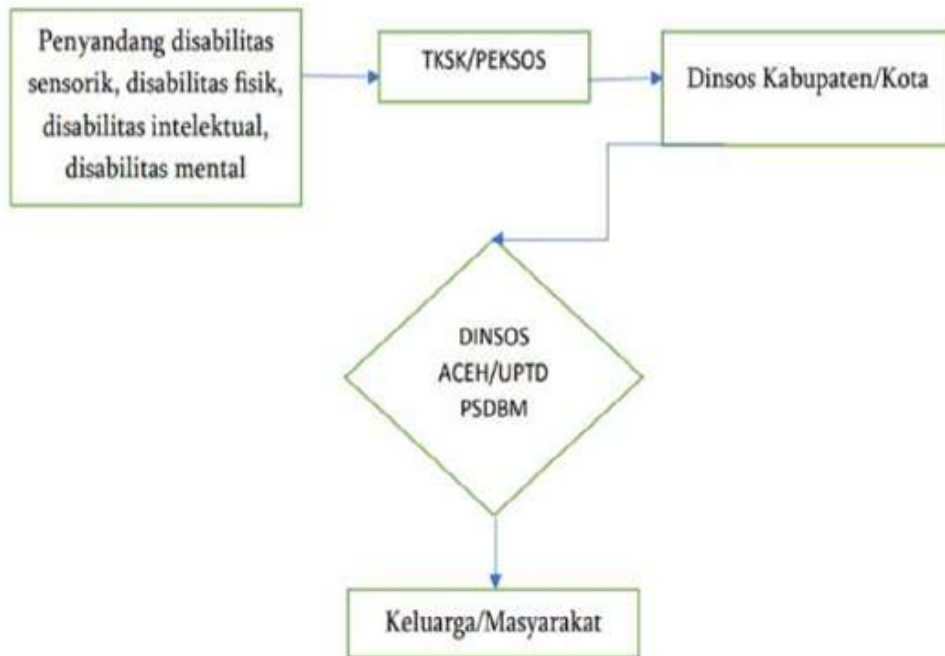 Penyandang disabilitas
sensorik, disabilitas fisik,
disabilitas intelektual,
disabilitas mental
TKSK/PEKSOS
Dinsos Kabupaten/Kota
DINSOS
ACEH/UPTD
PSDBM
Keluarga/Masyarakat